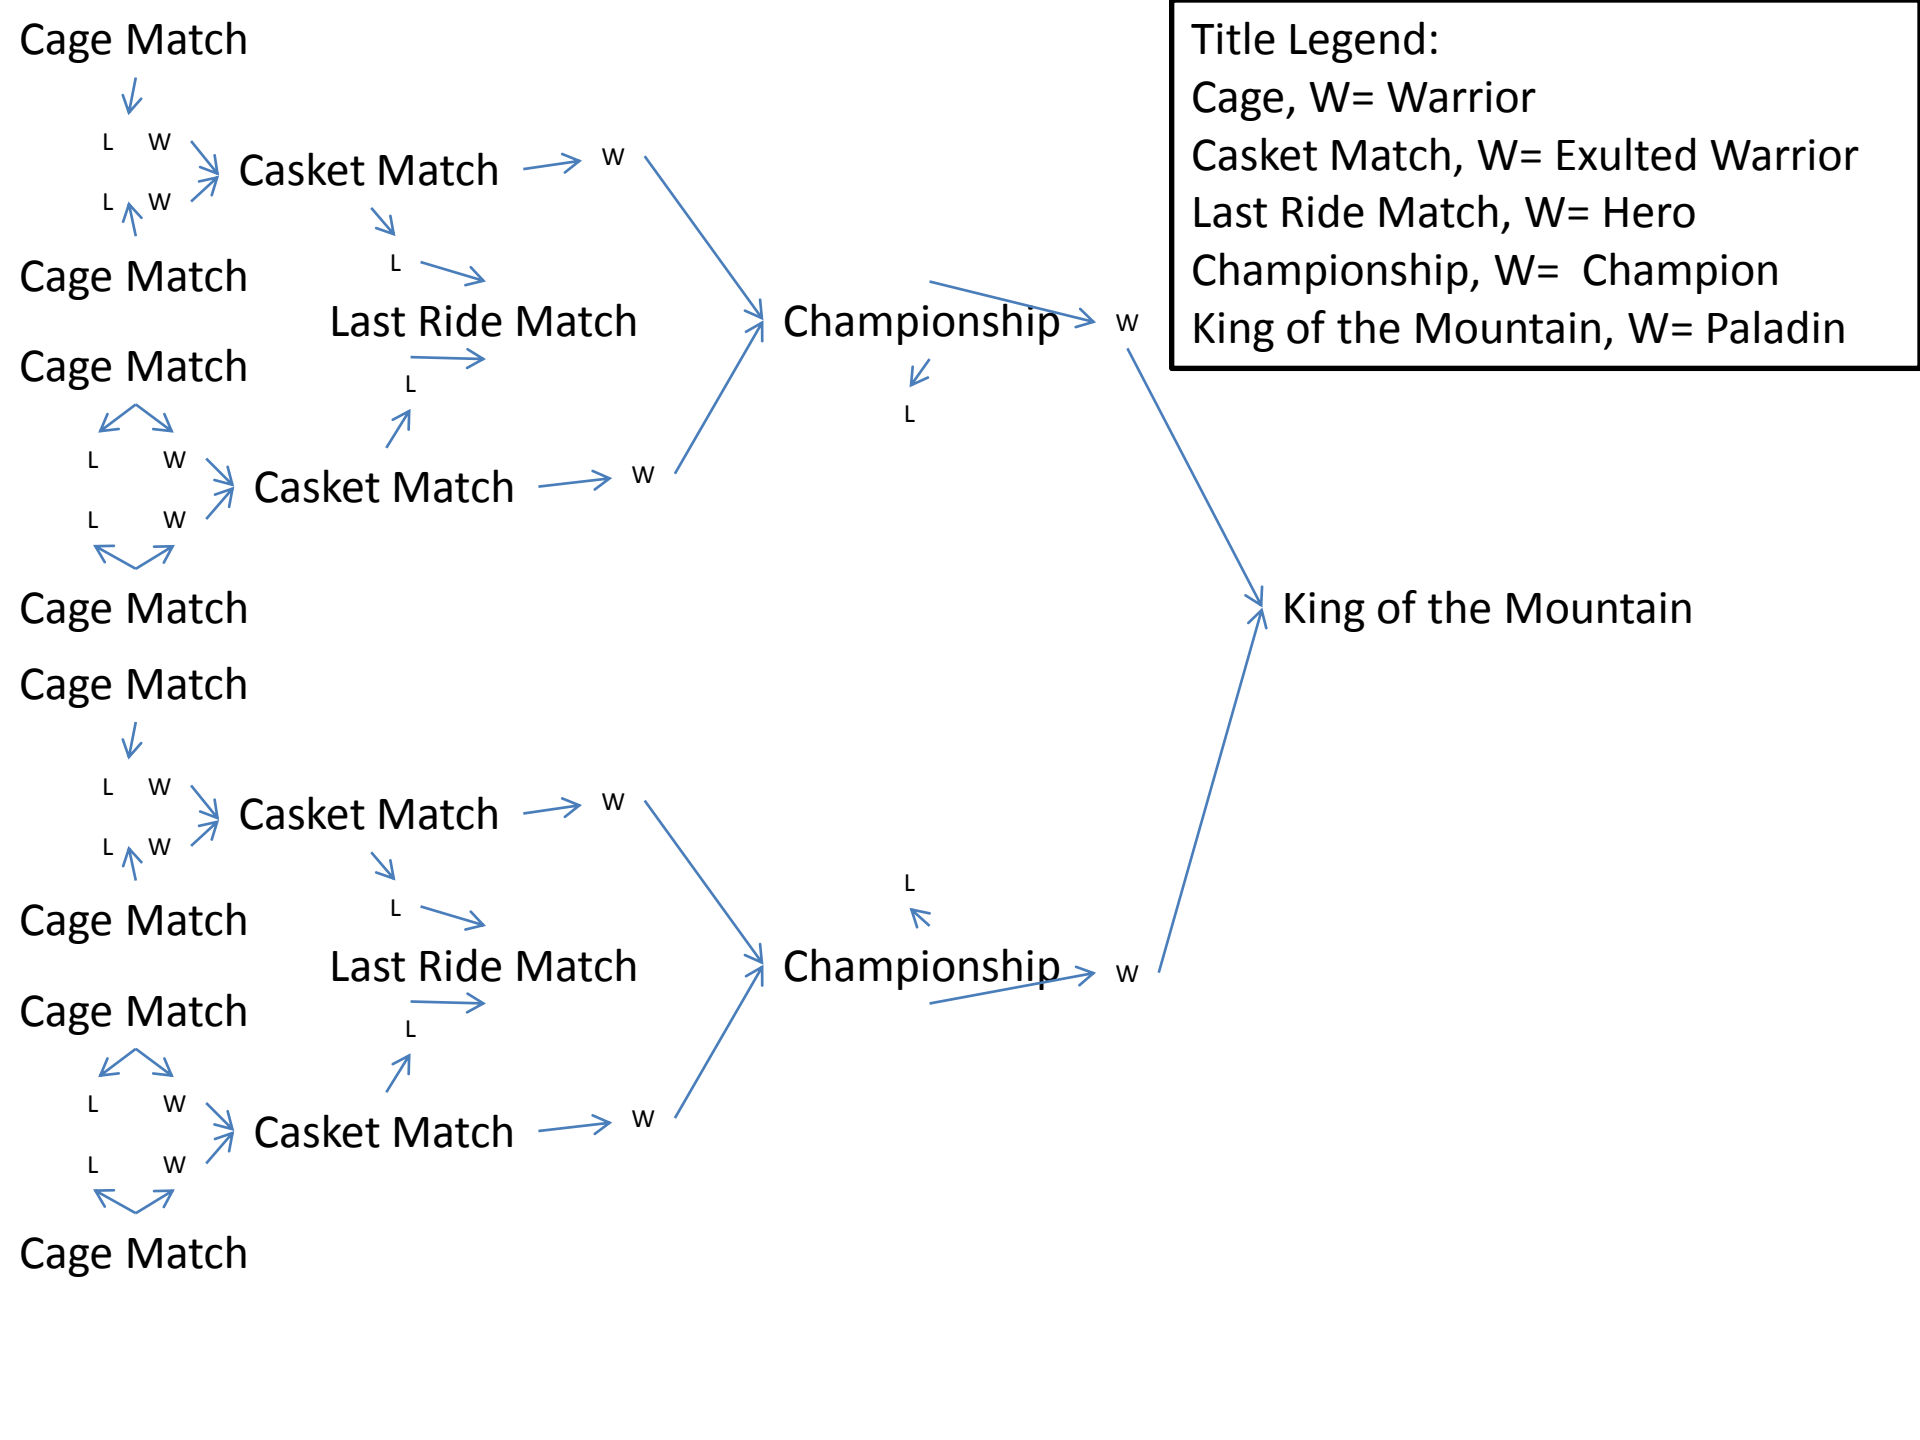 Cage Match
L W
Casket Match
W
L W
L
Cage Match
Last Ride Match
Cage Match
L
L W
Casket Match
W
L W
Cage Match
Championship
W
L
Title Legend:
Cage, W= Warrior
Casket Match, W= Exulted Warrior
Last Ride Match, W= Hero
Championship, W=  Champion
King of the Mountain, W= Paladin
King of the Mountain
Cage Match
L W
Casket Match
W
L W
L
Cage Match
Last Ride Match
Cage Match
L
L W
Casket Match
W
L W
Cage Match
L
Championship
W